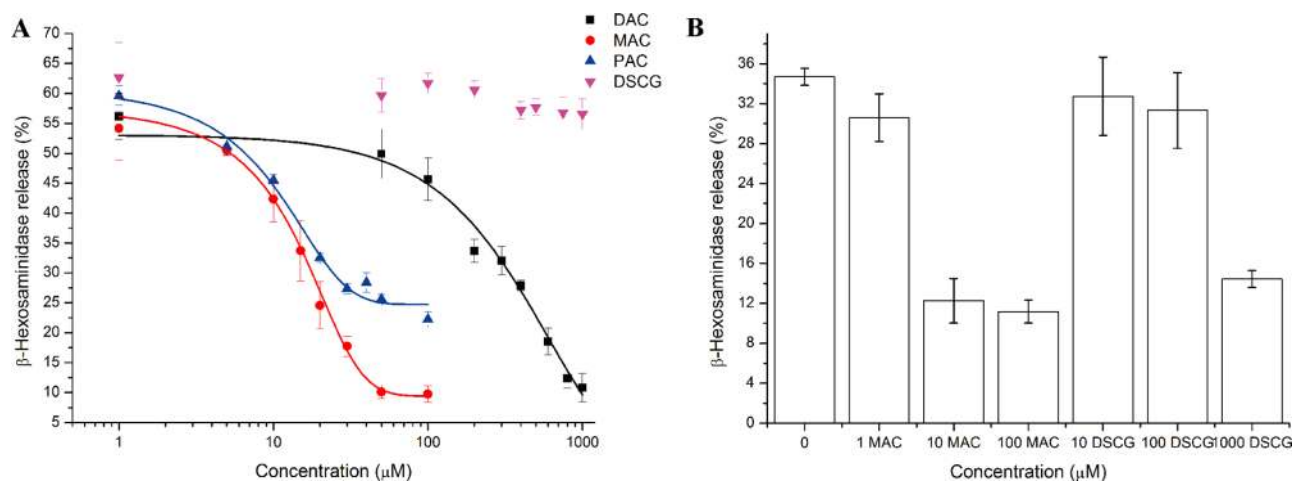 A
DAC
MAC
PAC
DSCG
70
65
60
55
50
45
40
35
30
25
20
15
10
5
β-Hexosaminidase release (%)
1 10 100 1000
Concentration (μM)
B
36
32
28
24
20
16
12
8
4
0
β-Hexosaminidase release (%)
0 1 MAC 10 MAC 100 MAC 10 DSCG 100 DSCG 1000 DSCG
Concentration (μM)